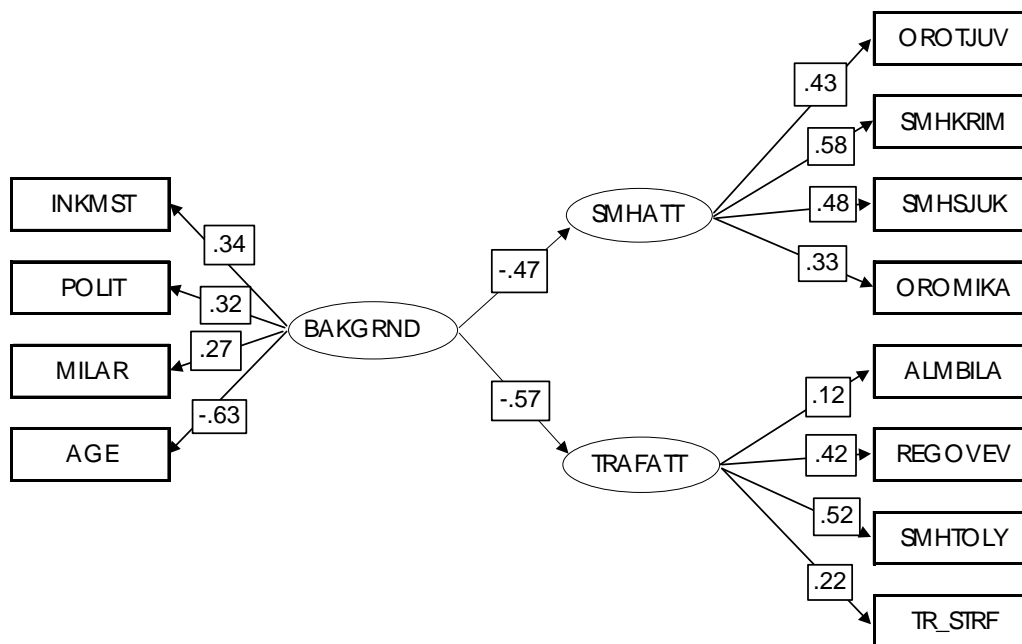 OROTJUV
.43
SMHKRIM
.58
INKMST
SMHATT
.48
SMHSJUK
.34
-.47
.33
OROMIKA
POLIT
.32
BAKGRND
MILAR
.27
ALMBILA
-.57
.12
-.63
AGE
TRAFATT
.42
REGOVEV
.52
SMHTOLY
.22
TR_STRF